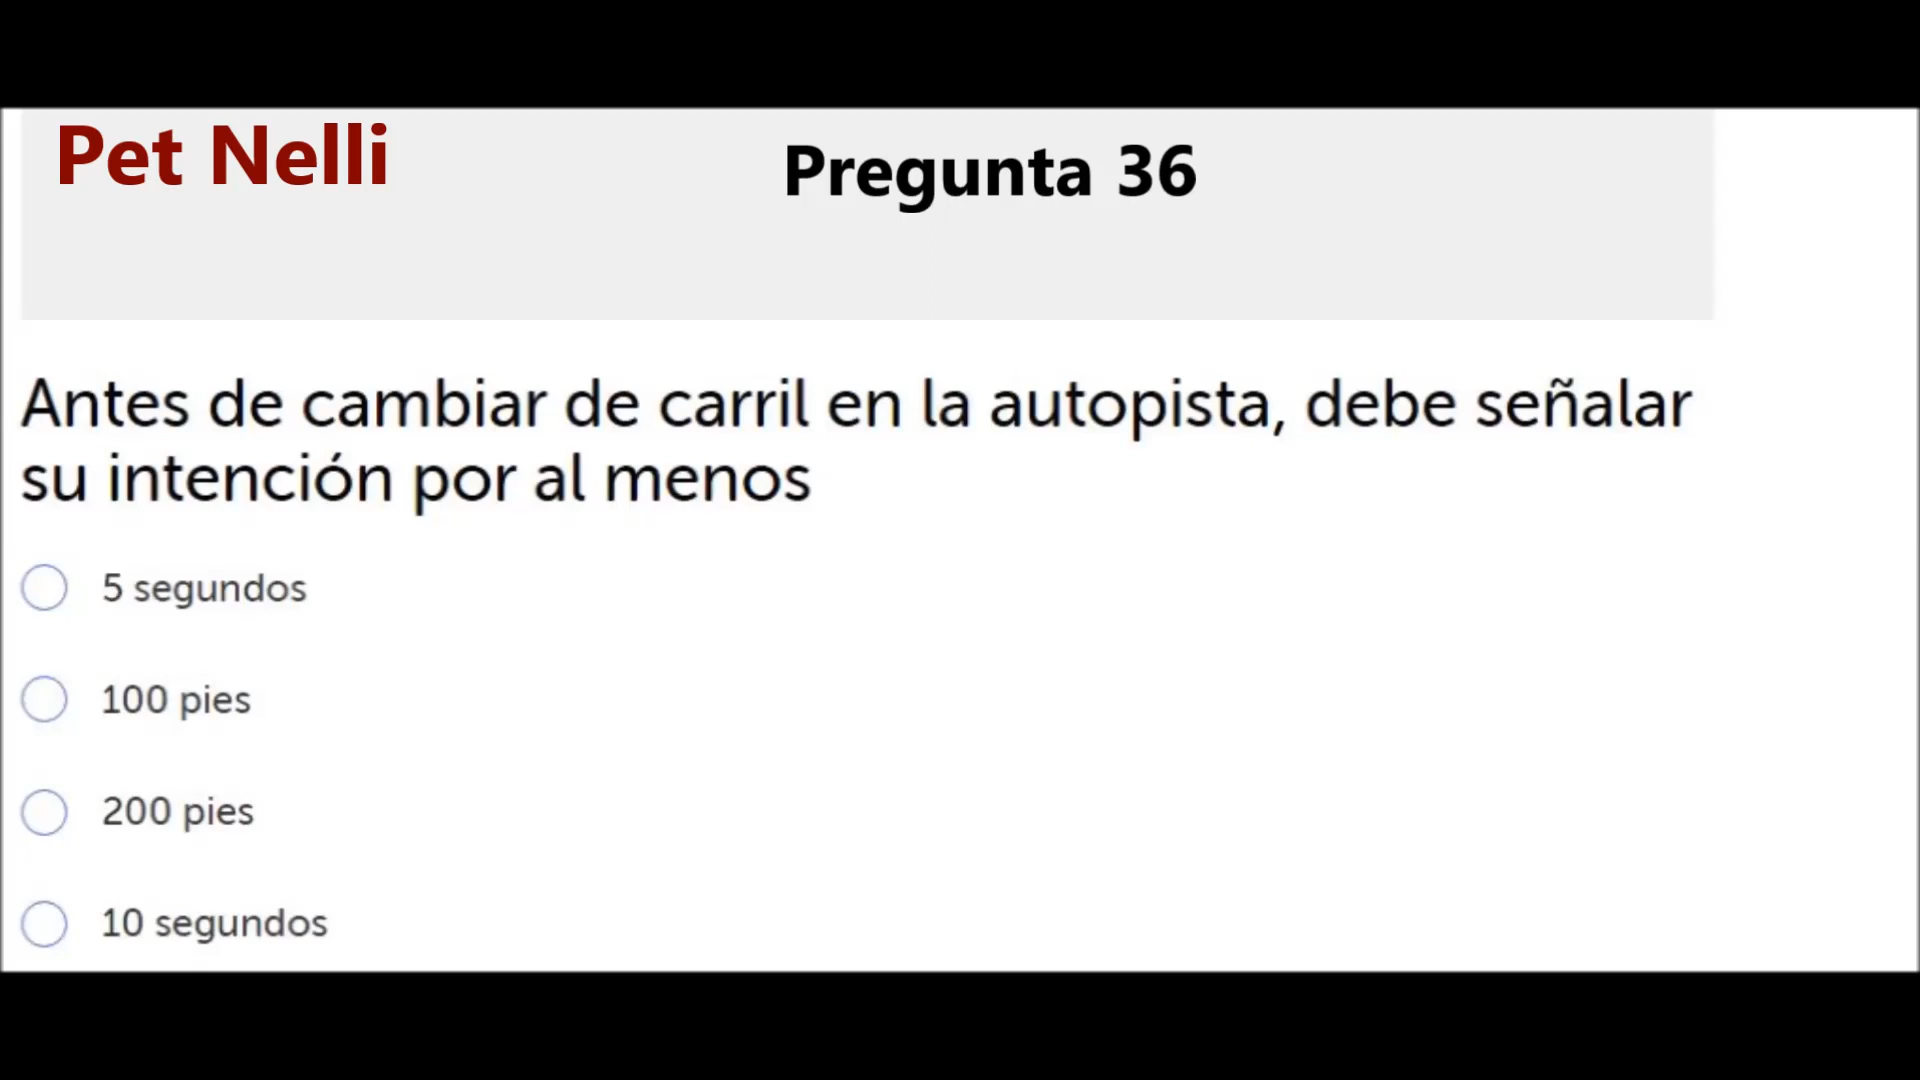 Pet Nelli
Pregunta 36
Antes de cambiar de carril en la autopista, debe señalar
su intención por al menos
5 segundos
100 pies
200 pies
10 segundos